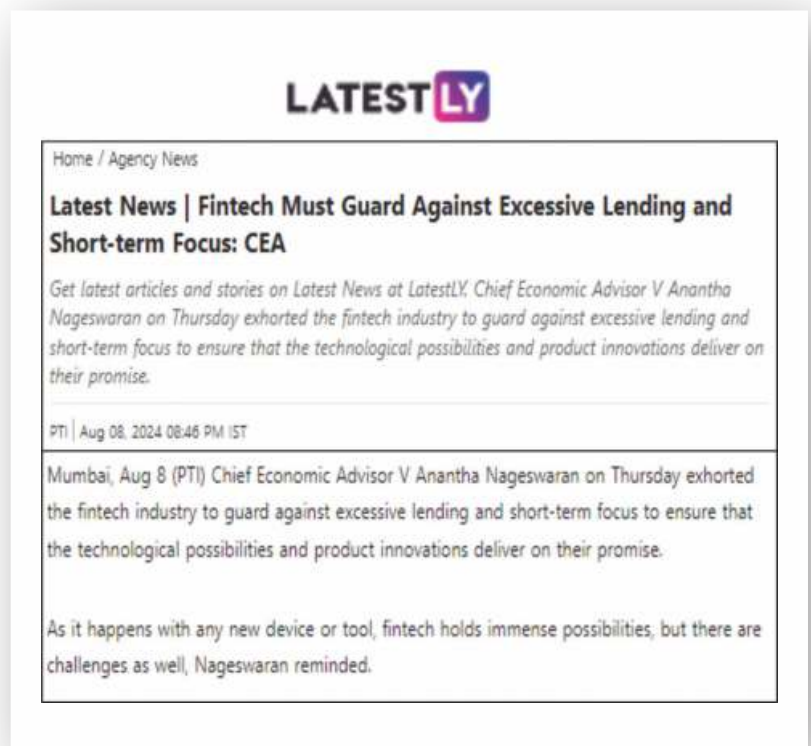 LATESTLY
Home / Agency News
Latest News | Fintech Must Guard Against Excessive Lending and
Short-term Focus: CEA
Get latest articles and stories on Latest News at LatestLY. Chief Economic Advisor V Anantha
Nageswaran on Thursday exhorted the fintech industry to guard against excessive lending and
short-term focus to ensure that the technological possibilities and product innovations deliver on
their promise.
PTI | Aug 08, 2024 08:46 PM IST
Mumbai, Aug 8 (PTI) Chief Economic Advisor V Anantha Nageswaran on Thursday exhorted
the fintech industry to guard against excessive lending and short-term focus to ensure that
the technological possibilities and product innovations deliver on their promise.
As it happens with any new device or tool, fintech holds immense possibilities, but there are
challenges as well, Nageswaran reminded.